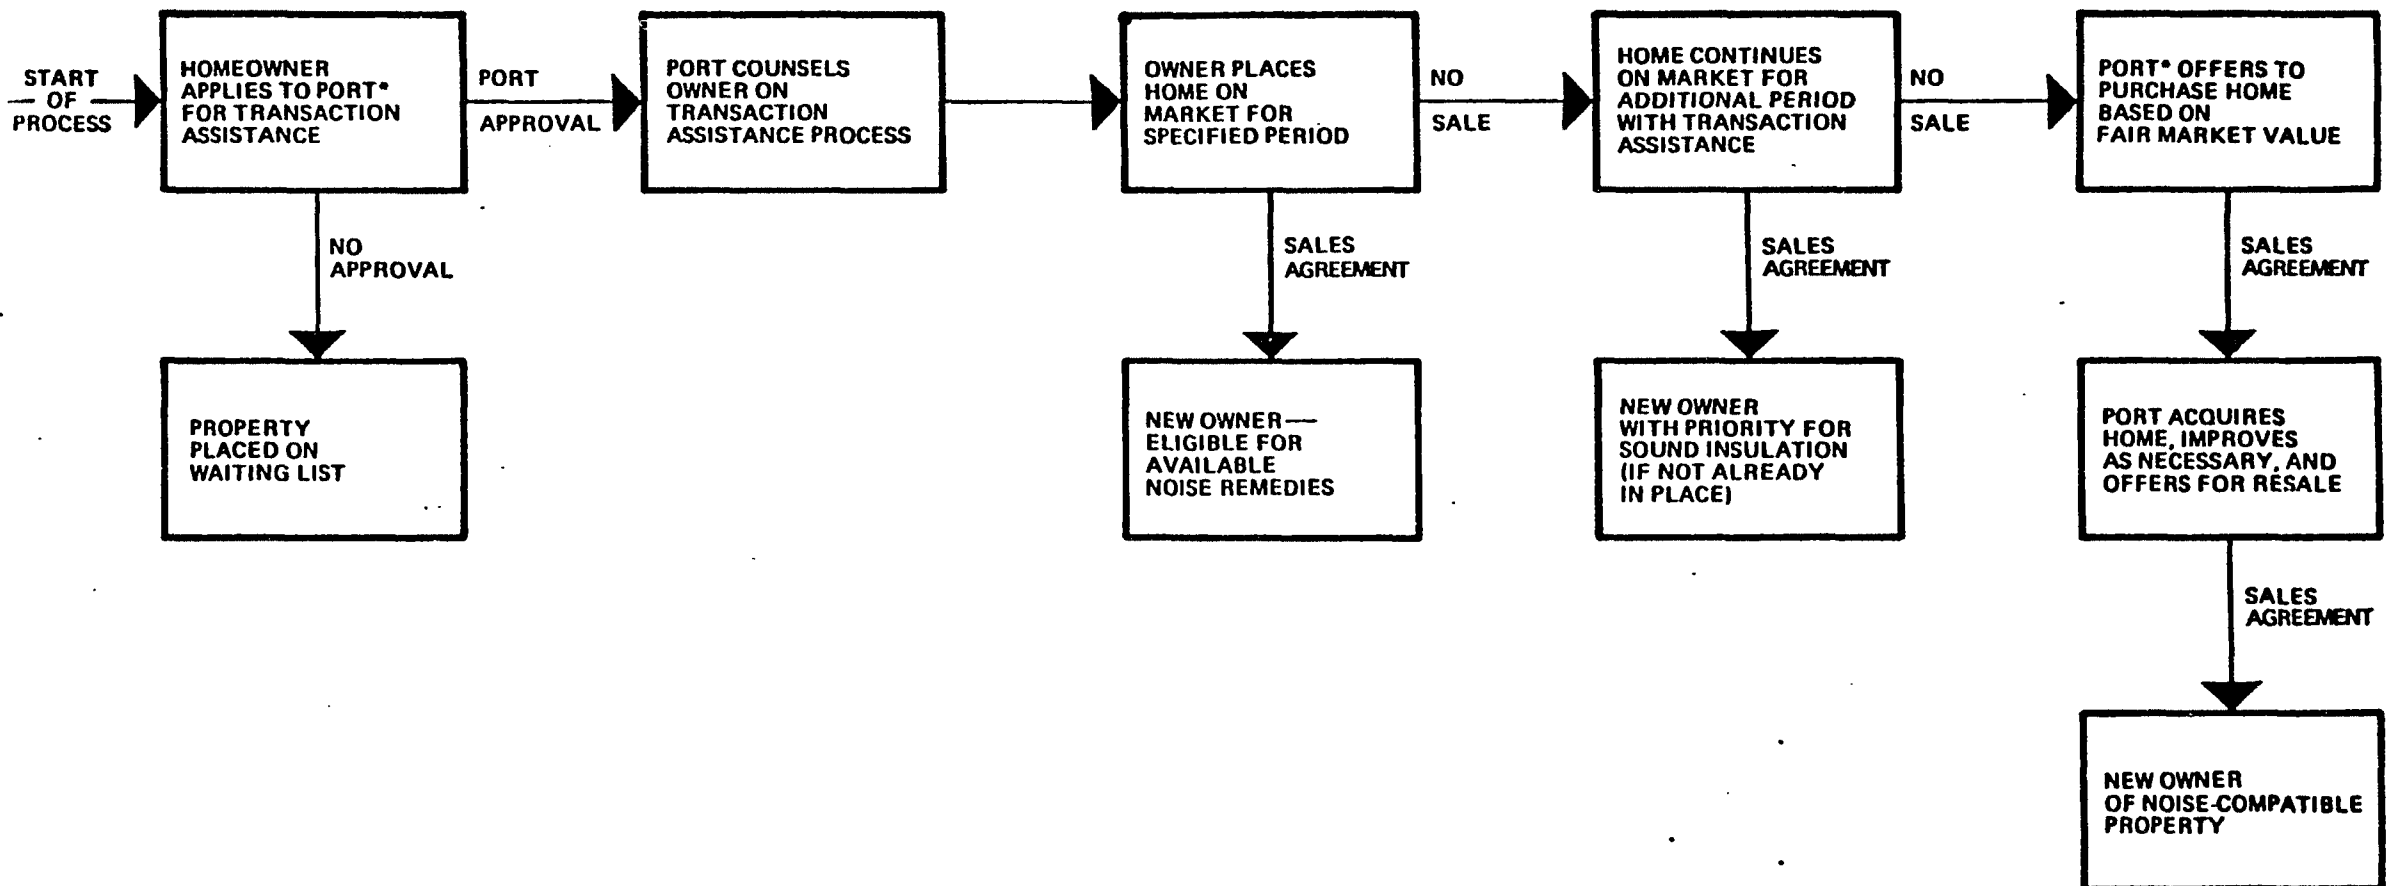 START
OF
PROCESS
HOMEOWNER
APPLIES TO PORT*
FOR TRANSACTION
ASSISTANCE
PORT
APPROVAL
PORT COUNSELS
OWNER ON
TRANSACTION
ASSISTANCE PROCESS
OWNER PLACES
HOME ON
MARKET FOR
SPECIFIED PERIOD
NO
SALE
HOME CONTINUES
ON MARKET FOR
ADDITIONAL PERIOD
WITH TRANSACTION
ASSISTANCE
NO
SALE
PORT* OFFERS TO
PURCHASE HOME
BASED ON
FAIR MARKET VALUE
NO
APPROVAL
SALES
AGREEMENT
SALES
AGREEMENT
SALES
AGREEMENT
PROPERTY
PLACED ON
WAITING LIST
NEW OWNER—
ELIGIBLE FOR
AVAILABLE
NOISE REMEDIES
NEW OWNER
WITH PRIORITY FOR
SOUND INSULATION
(IF NOT ALREADY
IN PLACE)
PORT ACQUIRES
HOME, IMPROVES
AS NECESSARY, AND
OFFERS FOR RESALE
SALES
AGREEMENT
NEW OWNER
OF NOISE-COMPATIBLE
PROPERTY